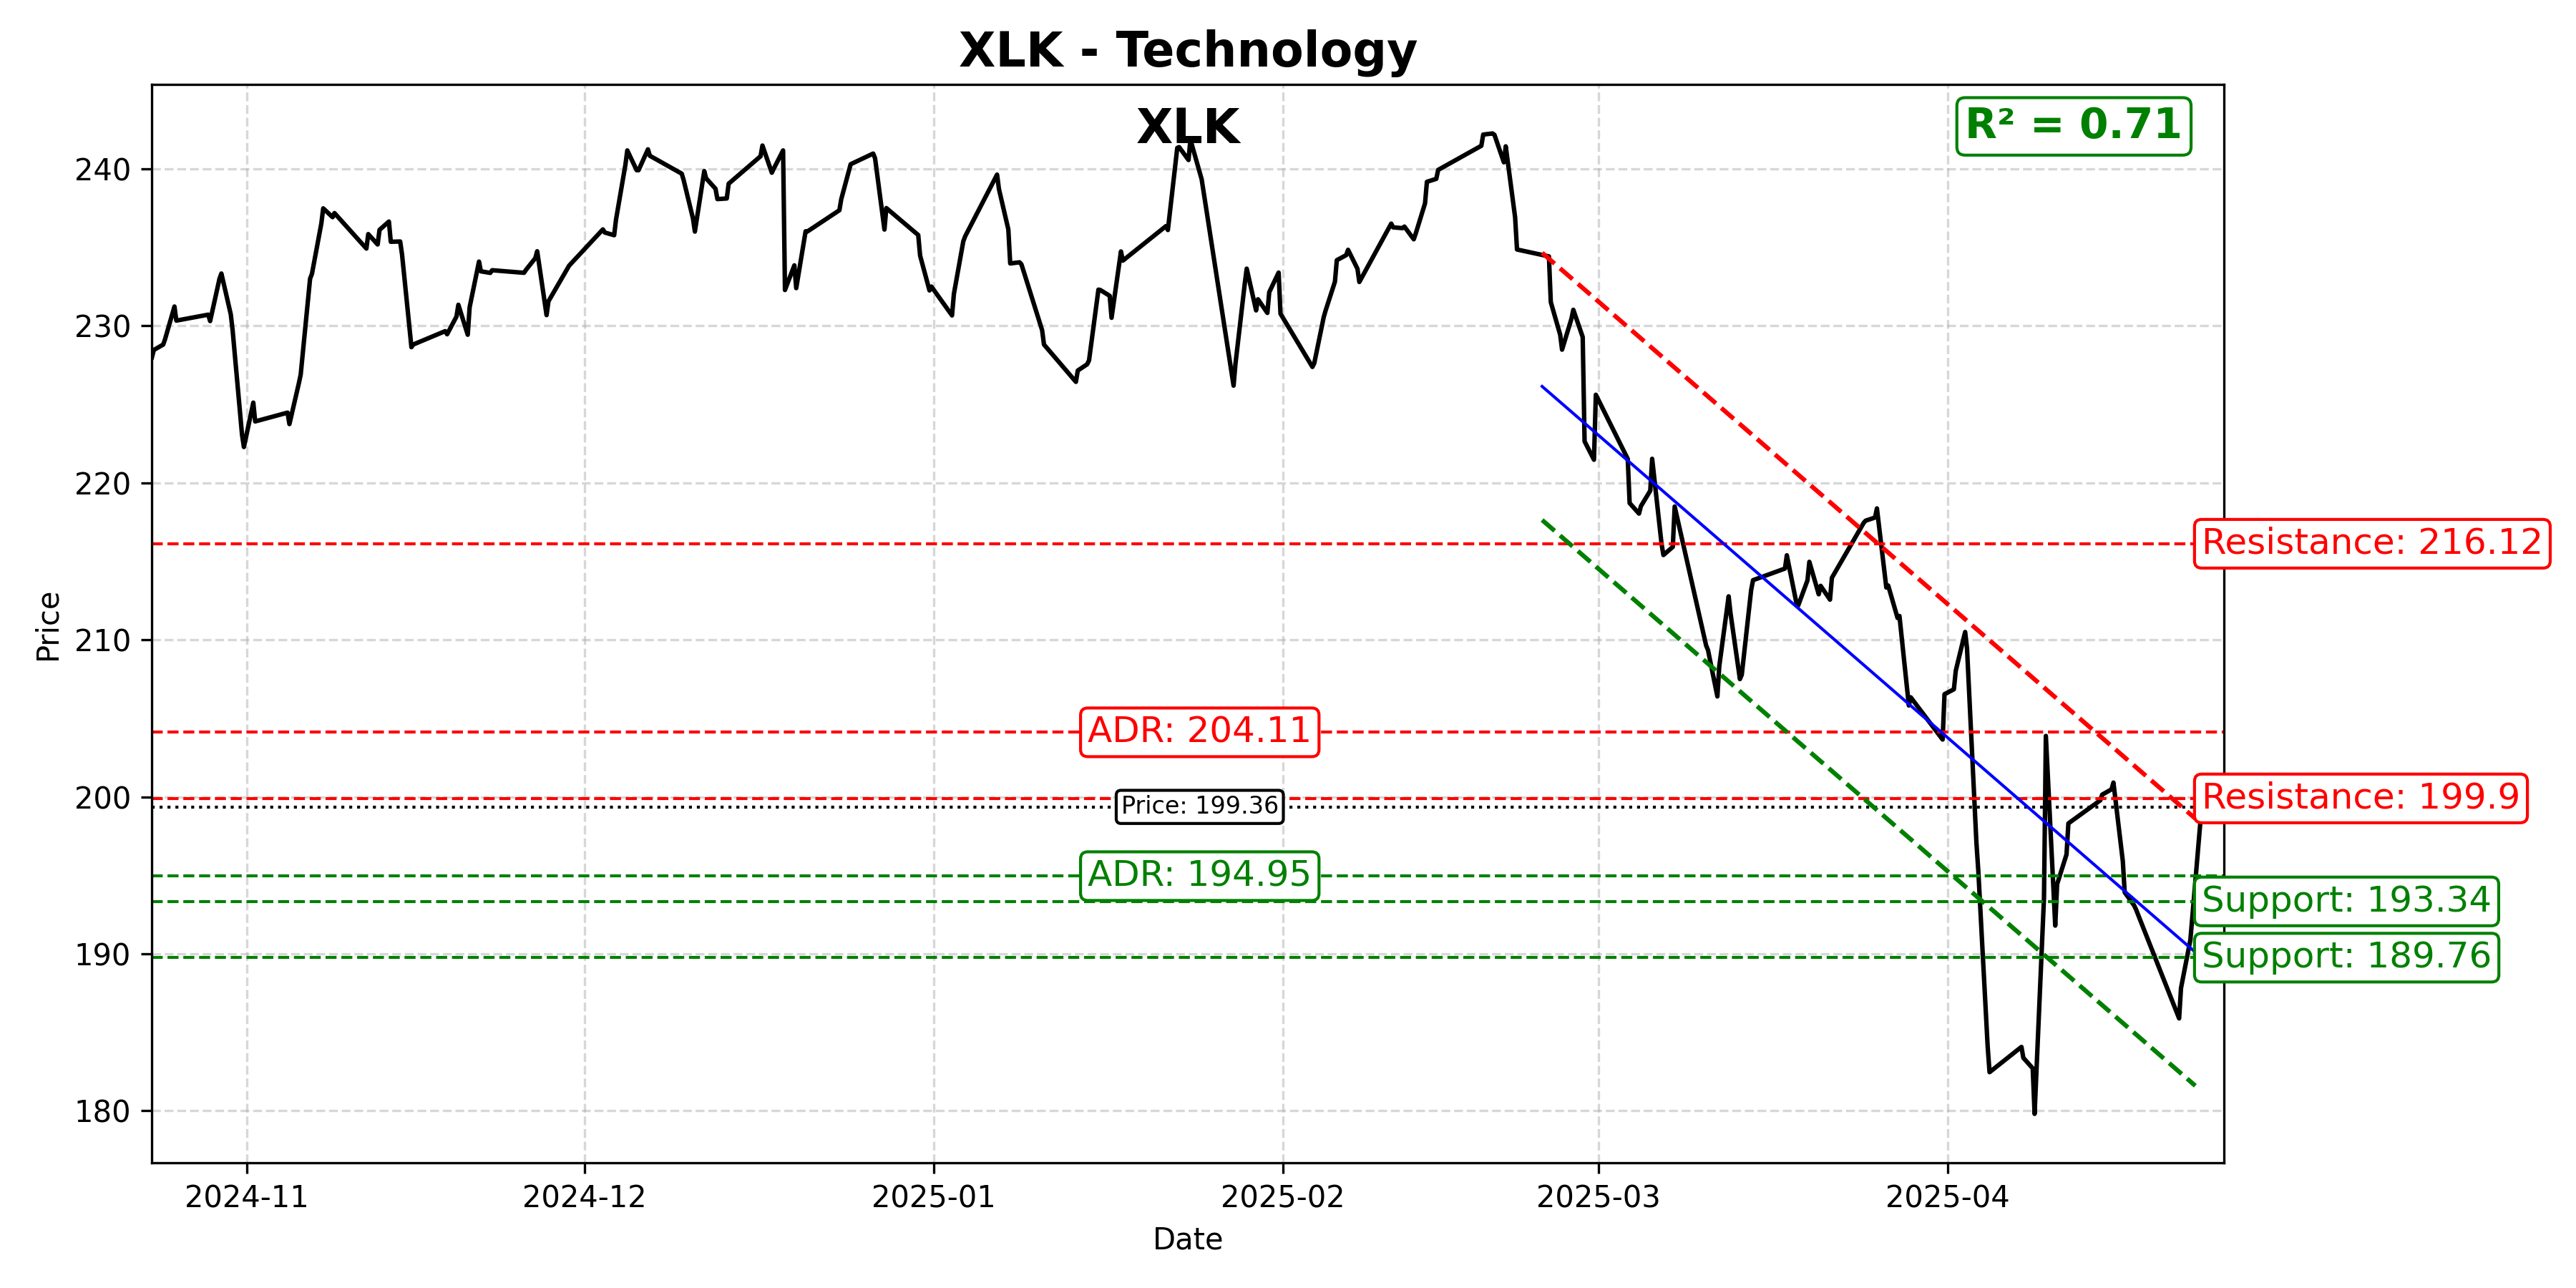 XLK - Technology
XLK
R² = 0.71
240
230
220
210
200
190
180
Price
Resistance: 216.12
ADR: 204.11
Resistance: 199.9
Price: 199.36
ADR: 194.95
Support: 193.34
Support: 189.76
2024-11
2024-12
2025-01
2025-02
2025-03
2025-04
Date